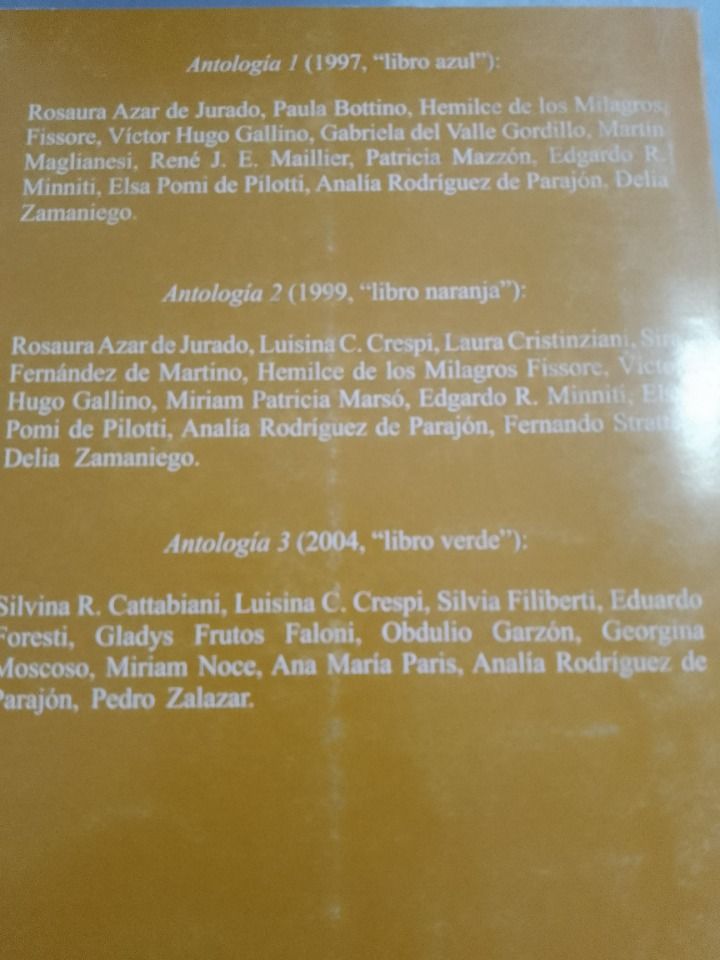 Antología 1 (1997, “libro azul”):
Rosaura Azar de Jurado, Paula Bottino, Hemilce de los Milagros
Fissore, Víctor Hugo Gallino, Gabriela del Valle Gordillo, Martín
Maglianesi, René J. E. Maillier, Patricia Mazzón, Edgardo R.
Minniti, Elsa Pomi de Pilotti, Analía Rodríguez de Parajón, Delia
Zamaniego.
Antología 2 (1999, “libro naranja”):
Rosaura Azar de Jurado, Luisina C. Crespi, Laura Cristinziani,
Fernández de Martino, Hemilce de los Milagros Fissore,
Hugo Gallino, Miriam Patricia Marsó, Edgardo R. Minniti,
Pomi de Pilotti, Analía Rodríguez de Parajón, Fernando
Delia Zamaniego.
Antología 3 (2004, “libro verde”):
Silvina R. Cattabiani, Luisina C. Crespi, Silvia Filiberti, Eduardo
Foresti, Gladys Frutos Faloni, Obdulio Garzón, Georgina
Moscoso, Miriam Noce, Ana María Paris, Analía Rodríguez de
Parajón, Pedro Zalazar.